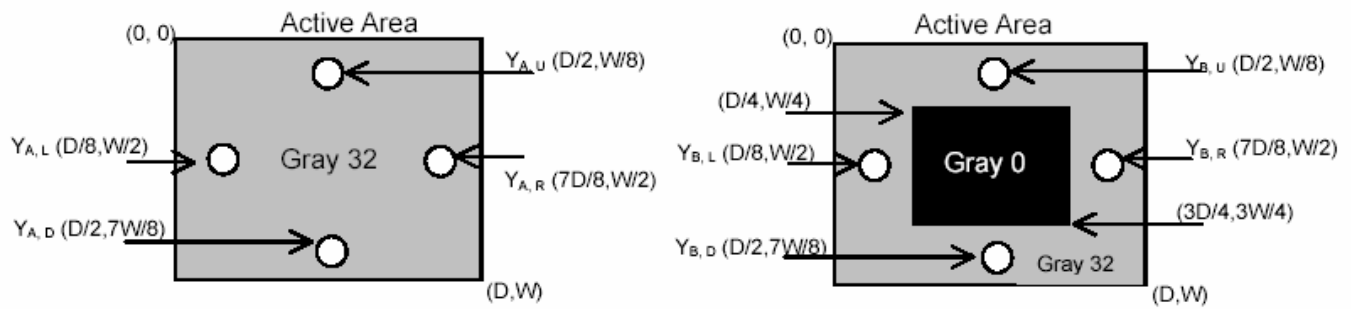 Active Area
(0, 0)
YA, U (D/2,W/8)
YA, L (D/8,W/2)
Gray 32
YA, R (7D/8,W/2)
YA, D (D/2,7W/8)
(D,W)
Active Area
(0, 0)
YB, U (D/2,W/8)
(D/4,W/4)
YB, L (D/8,W/2)
Gray 0
YB, R (7D/8,W/2)
(3D/4,3W/4)
YB, D (D/2,7W/8)
Gray 32
(D,W)